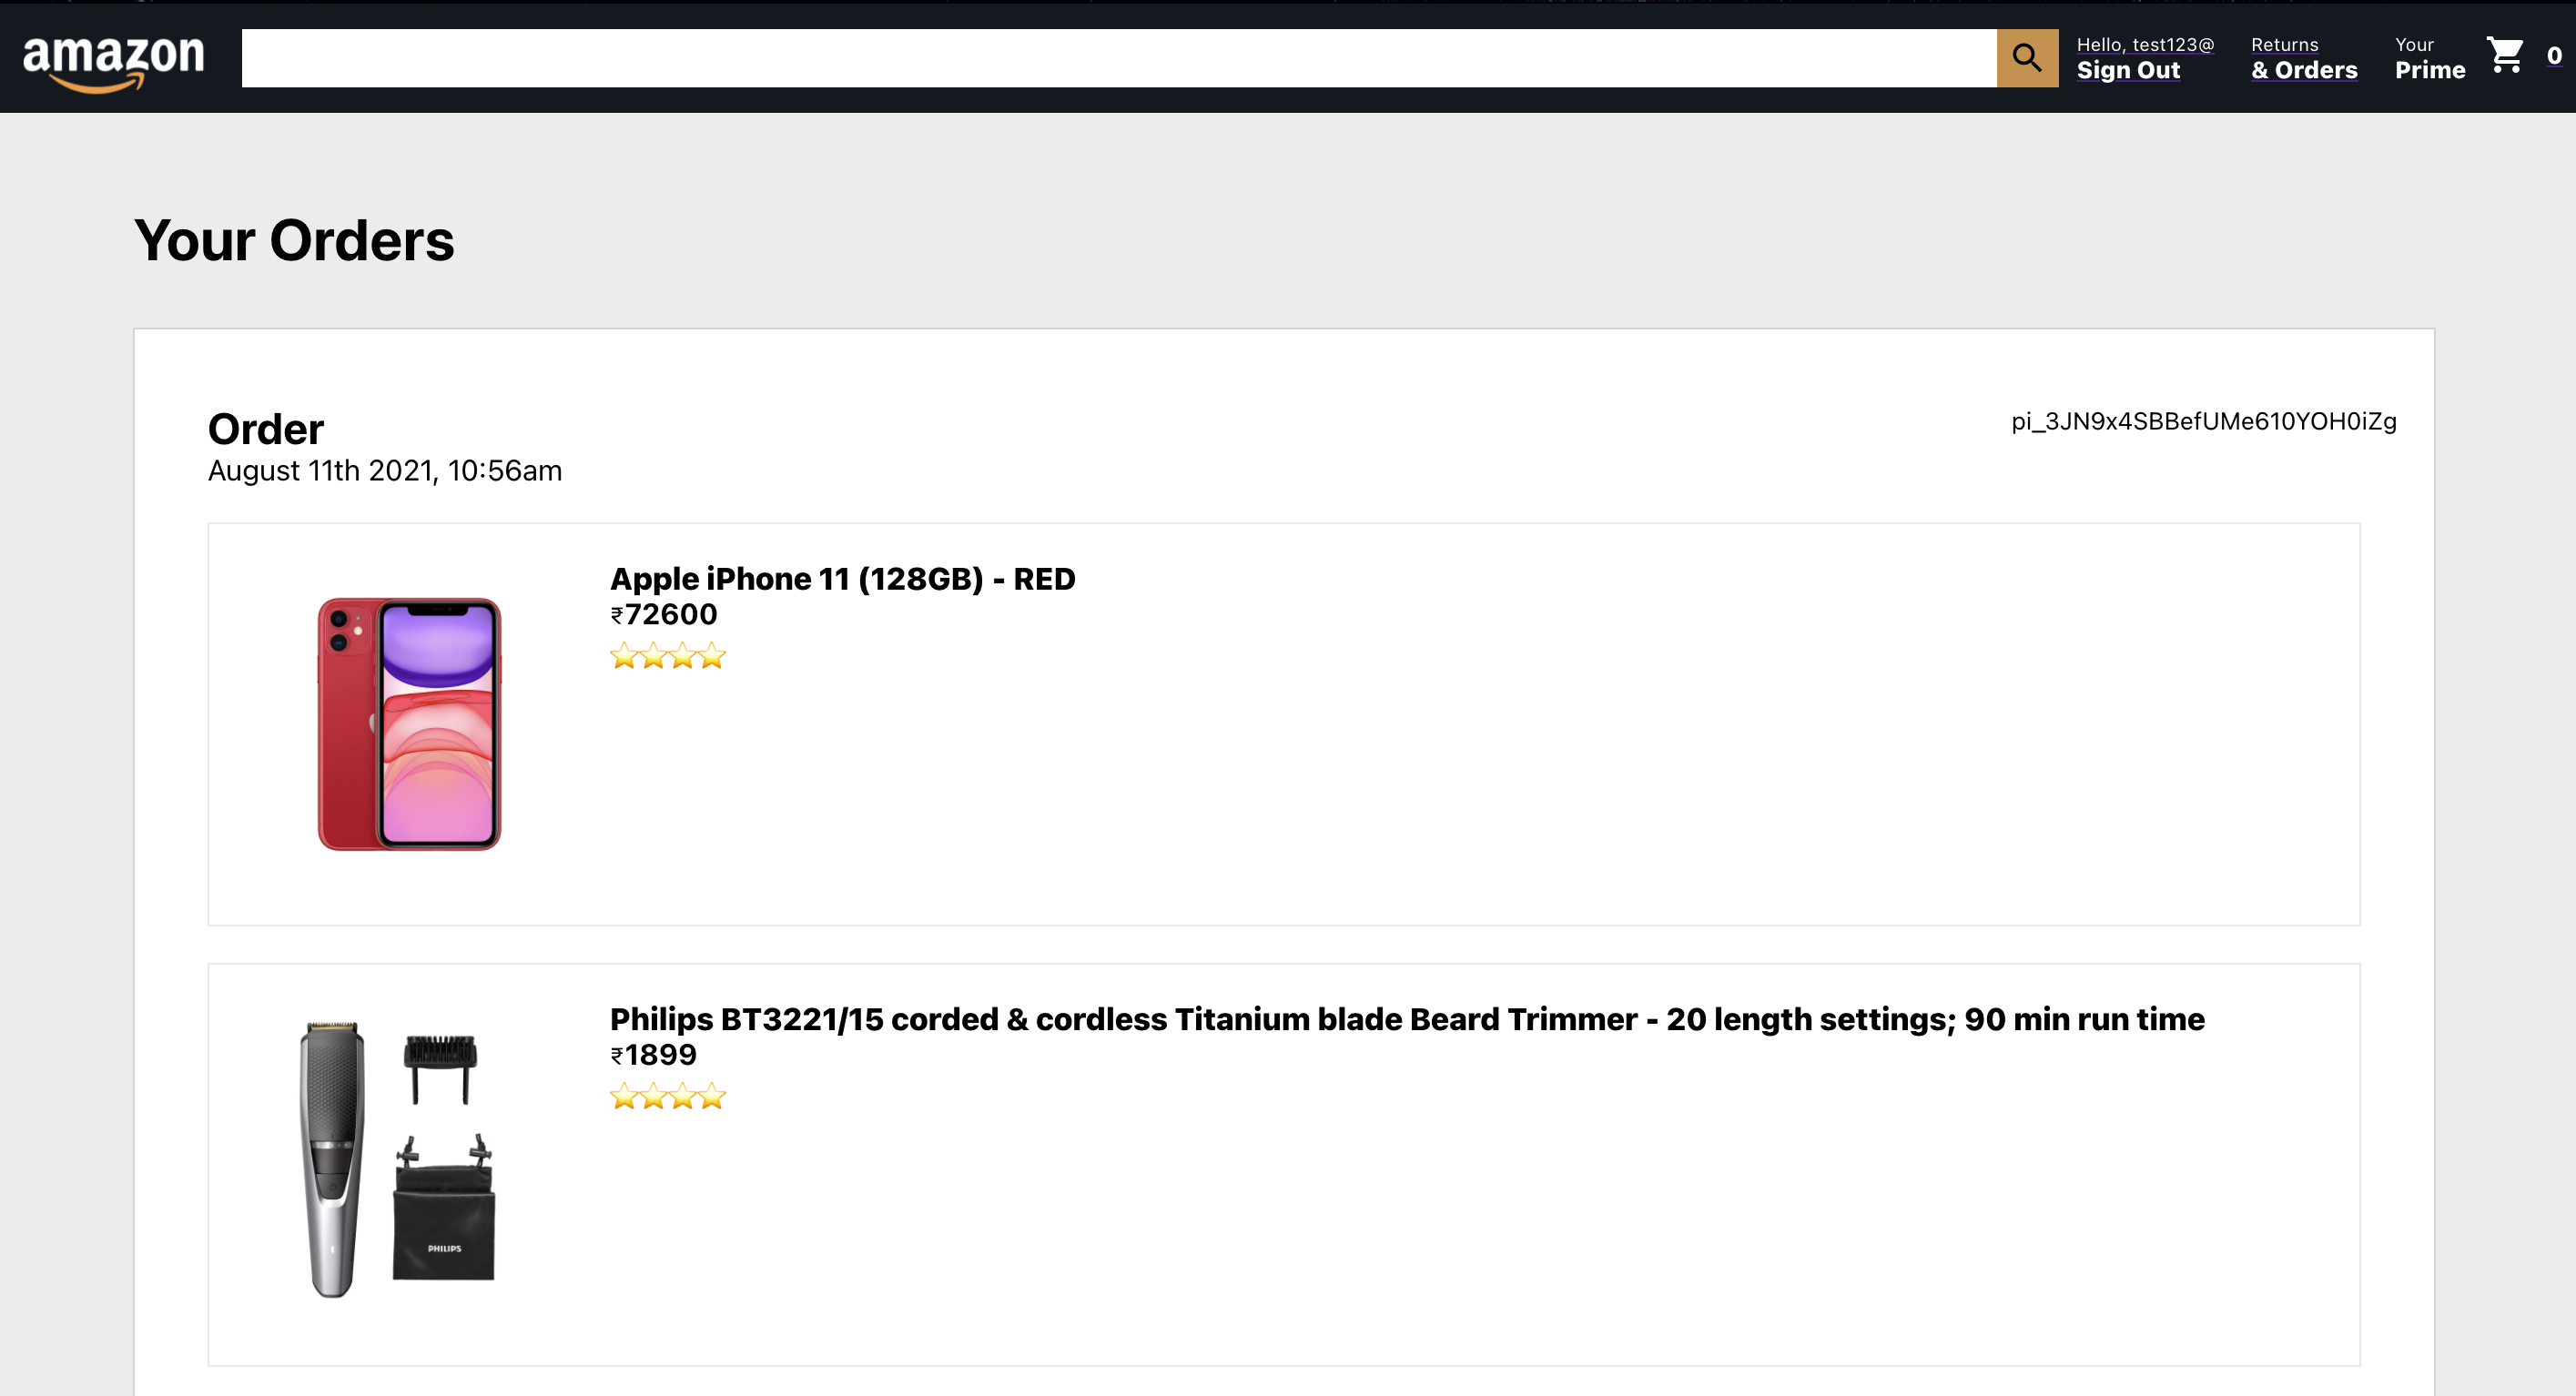 amazon
Hello, test123@
Sign Out
Returns
& Orders
Your
Prime
0
Your Orders
Order
pi_3JN9x4SBBefUMe610YOH0iZg
August 11th 2021, 10:56am
Apple iPhone 11 (128GB) - RED
₹72600
⭐⭐⭐⭐
Philips BT3221/15 corded & cordless Titanium blade Beard Trimmer - 20 length settings; 90 min run time
₹1899
⭐⭐⭐⭐
PHILIPS